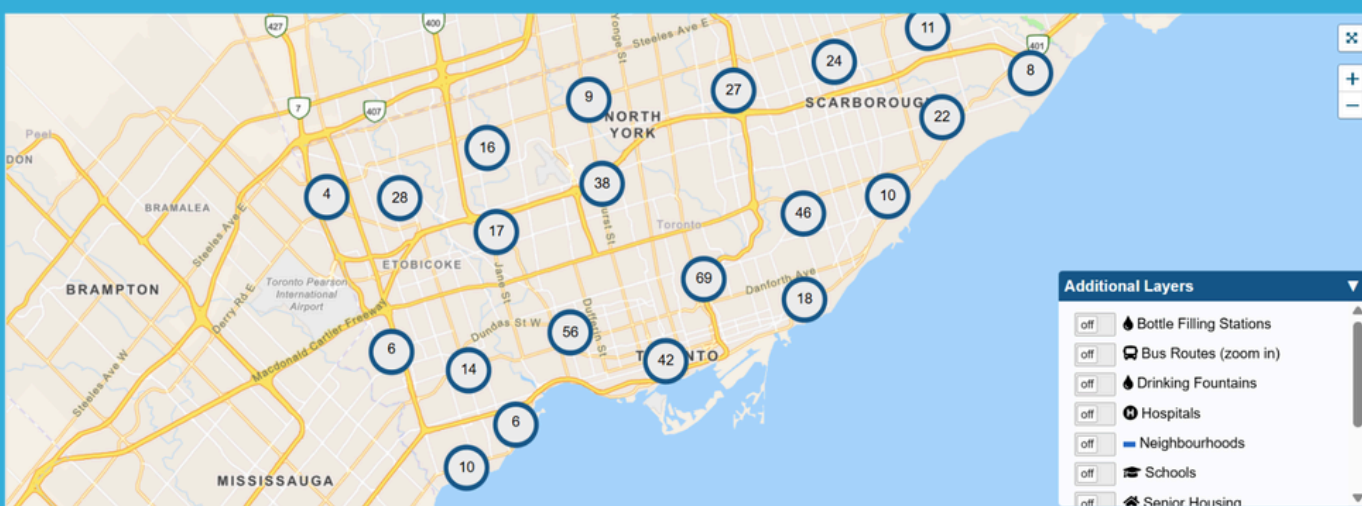 427
400
Yonge St
Steeles Ave E
11
401
24
8
27
9
7
407
SCARBOROUG
22
NORTH
YORK
Peel
DON
16
38
4
28
10
BRAMALEA
Steeles Ave E
46
urst St
Toronto
17
ETOBICOKE
Jane St
69
Danforth Ave
18
BRAMPTON
Toronto Pearson
International
Airport
Derry Rd E
Macdonald Cartier Freeway
Dundas St W
Dufferin St
56
6
14
42
T NTO
Steeles Ave W
6
10
MISSISSAUGA
+
−
Additional Layers ▼
off Bottle Filling Stations
off Bus Routes (zoom in)
off Drinking Fountains
off H Hospitals
off Neighbourhoods
off Schools
off Senior Housing